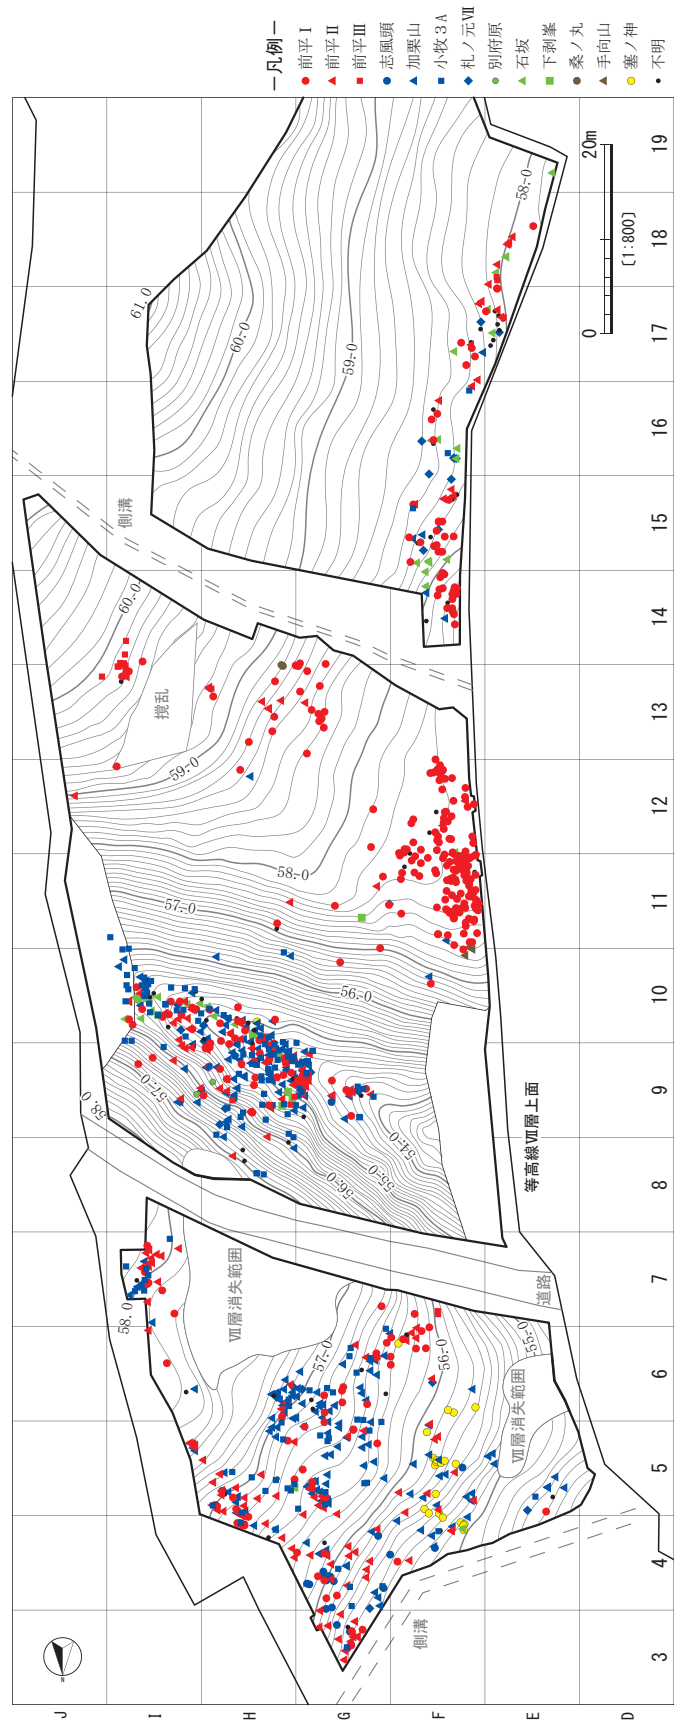 ─凡例─
前平Ⅰ
前平Ⅱ
前平Ⅲ
志風頭
加栗山
小牧３Ａ
札ノ元Ⅶ
別府原
石坂
下剥峯
桑ノ丸
手向山
塞ノ神
不明
0
20m
[1:800]
61.0
60.0
59.0
58.0
側溝
60.0
撹乱
59.0
58.0
57.0
56.0
58.0
57.0
56.0
55.0
54.0
等高線Ⅶ層上面
道路
58.0
Ⅶ層消失範囲
57.0
56.0
55.0
Ⅶ層消失範囲
側溝
J
I
H
G
F
E
D
3
4
5
6
7
8
9
10
11
12
13
14
15
16
17
18
19
N